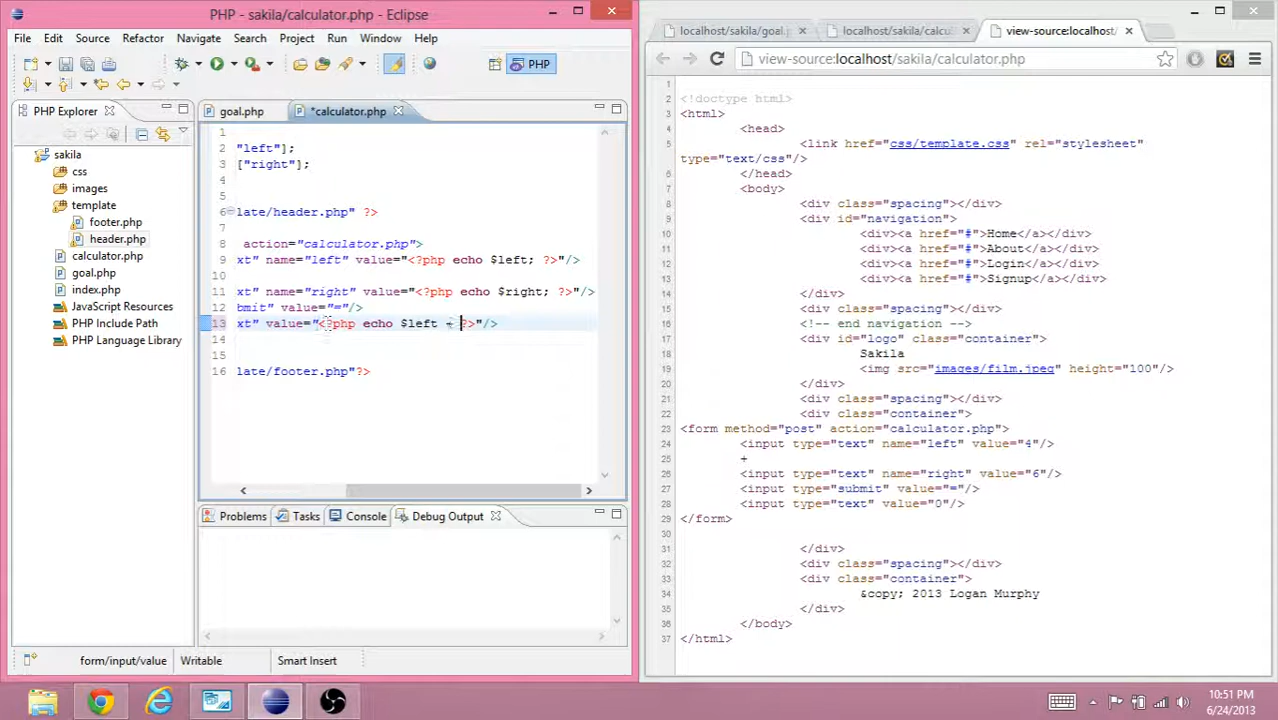 PHP - sakila/calculator.php - Eclipse
File Edit Source Refactor Navigate Search Project Run Window Help
PHP
PHP Explorer
sakila
css
images
template
footer.php
header.php
calculator.php
goal.php
index.php
JavaScript Resources
PHP Include Path
PHP Language Library
goal.php *calculator.php
1
2 "left"];
3 ["right"];
4
5
6 late/header.php" ?>
7
8 action="calculator.php">
9 xt" name="left" value="<?php echo $left; ?>"/>
10
11 xt" name="right" value="<?php echo $right; ?>"/>
12 bmit" value="="/>
13 xt" value="<?php echo $left + ?>"/>
14
15
16 late/footer.php"?>
Problems Tasks Console Debug Output
form/input/value Writable Smart Insert
localhost/sakila/goal. localhost/sakila/calcu view-source:localhost/
view-source:localhost/sakila/calculator.php
1
2 <!doctype html>
3 <html>
4 <head>
5 <link href="css/template.css" rel="stylesheet"
type="text/css"/>
6 </head>
7 <body>
8 <div class="spacing"></div>
9 <div id="navigation">
10 <div><a href="#">Home</a></div>
11 <div><a href="#">About</a></div>
12 <div><a href="#">Login</a></div>
13 <div><a href="#">Signup</a></div>
14 </div>
15 <div class="spacing"></div>
16 <!-- end navigation -->
17 <div id="logo" class="container">
18 Sakila
19 <img src="images/film.jpeg" height="100"/>
20 </div>
21 <div class="spacing"></div>
22 <div class="container">
23 <form method="post" action="calculator.php">
24 <input type="text" name="left" value="4"/>
25 +
26 <input type="text" name="right" value="6"/>
27 <input type="submit" value="="/>
28 <input type="text" value="0"/>
29 </form>
30
31 </div>
32 <div class="spacing"></div>
33 <div class="container">
34 &copy; 2013 Logan Murphy
35 </div>
36 </body>
37 </html>
10:51 PM
6/24/2013